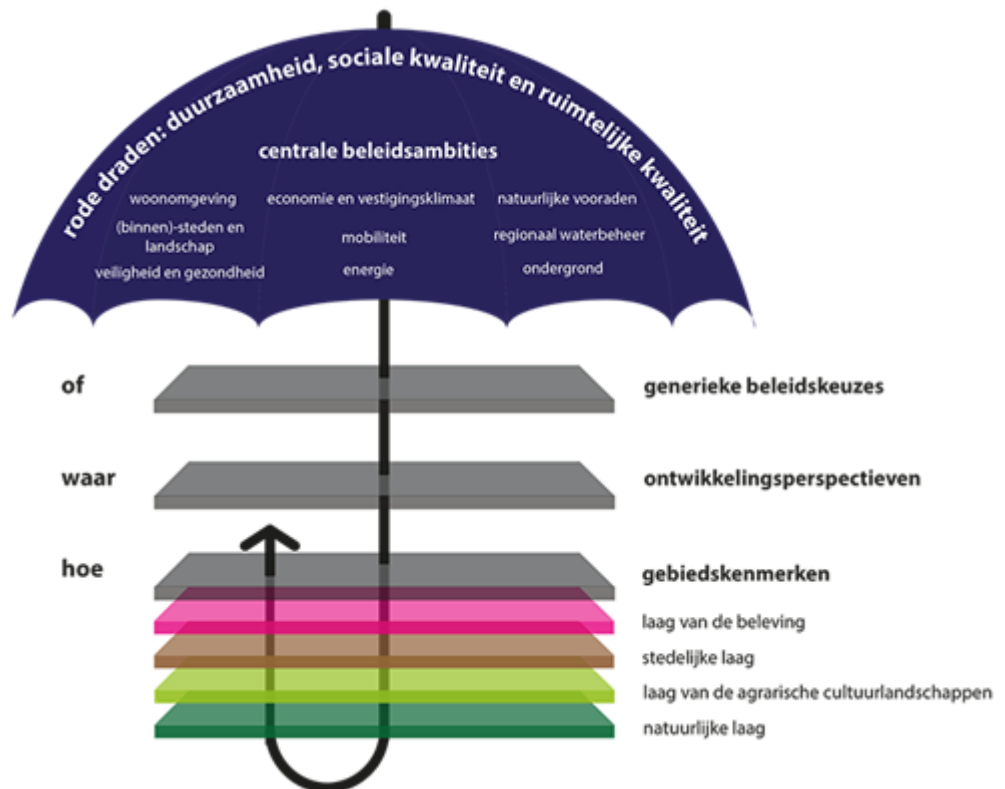 rode draden: duurzaamheid, sociale kwaliteit en ruimtelijke kwaliteit
centrale beleidsambities
woonomgeving
(binnen)-steden en
landschap
veiligheid en gezondheid
economie en vestigingsklimaat
mobiliteit
energie
natuurlijke vooraden
regionaal waterbeheer
ondergrond
of
generieke beleidskeuzes
waar
ontwikkelingsperspectieven
hoe
gebiedskenmerken
laag van de beleving
stedelijke laag
laag van de agrarische cultuurlandschappen
natuurlijke laag